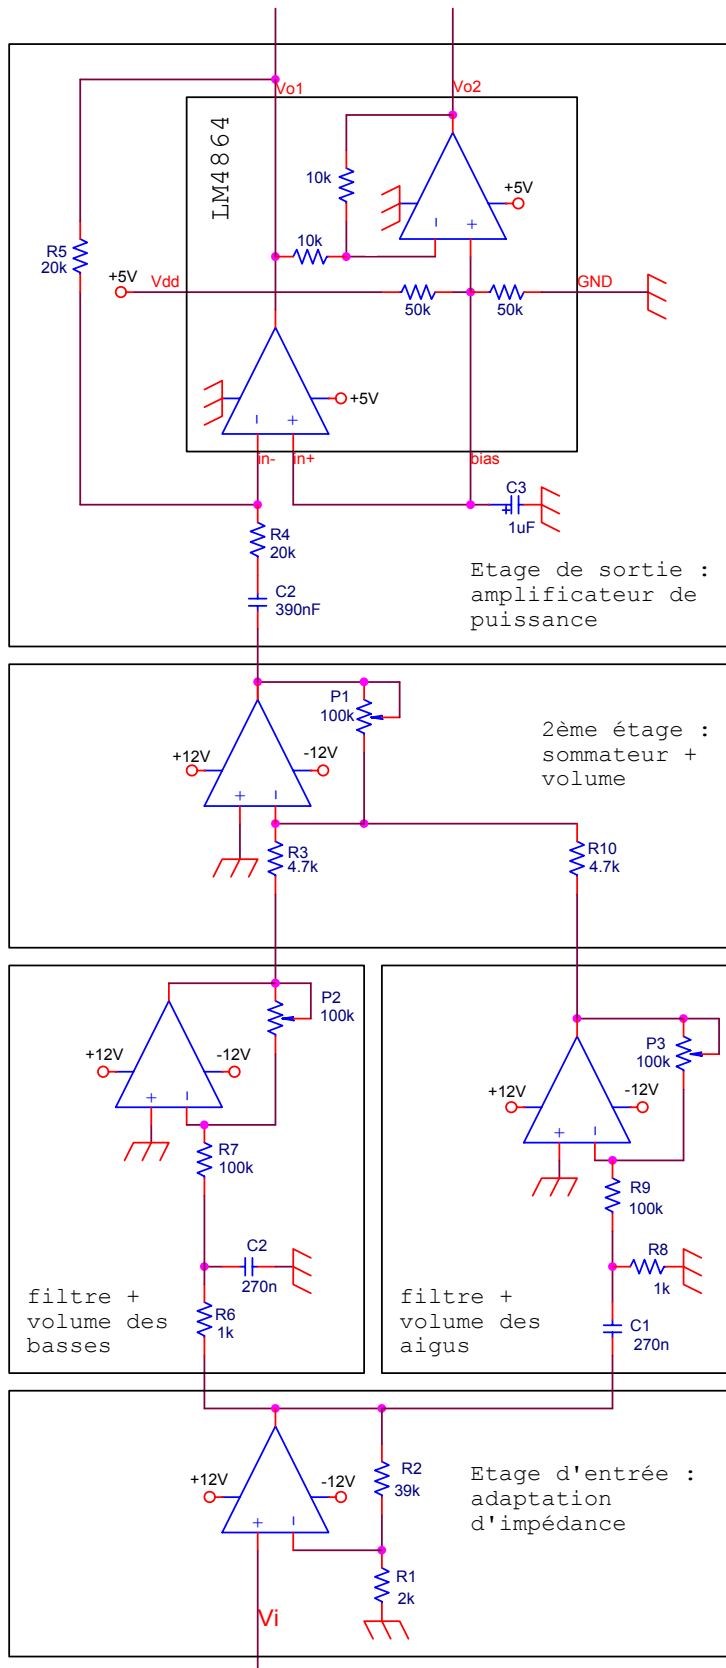 Vo1
Vo2
LM4864
10k
+5V
10k
R5
20k
+5V
Vdd
50k
50k
GND
+5V
in-
in+
bias
C3
1uF
R4
20k
C2
390nF
Etage de sortie :
amplificateur de
puissance
P1
100k
+12V
-12V
2ème étage :
sommateur +
volume
R3
4.7k
R10
4.7k
P2
100k
+12V
-12V
P3
100k
+12V
-12V
R7
100k
R9
100k
C2
270n
R8
1k
R6
1k
C1
270n
filtre +
volume des
basses
filtre +
volume des
aigus
+12V
-12V
R2
39k
Etage d'entrée :
adaptation
d'impédance
R1
2k
Vi